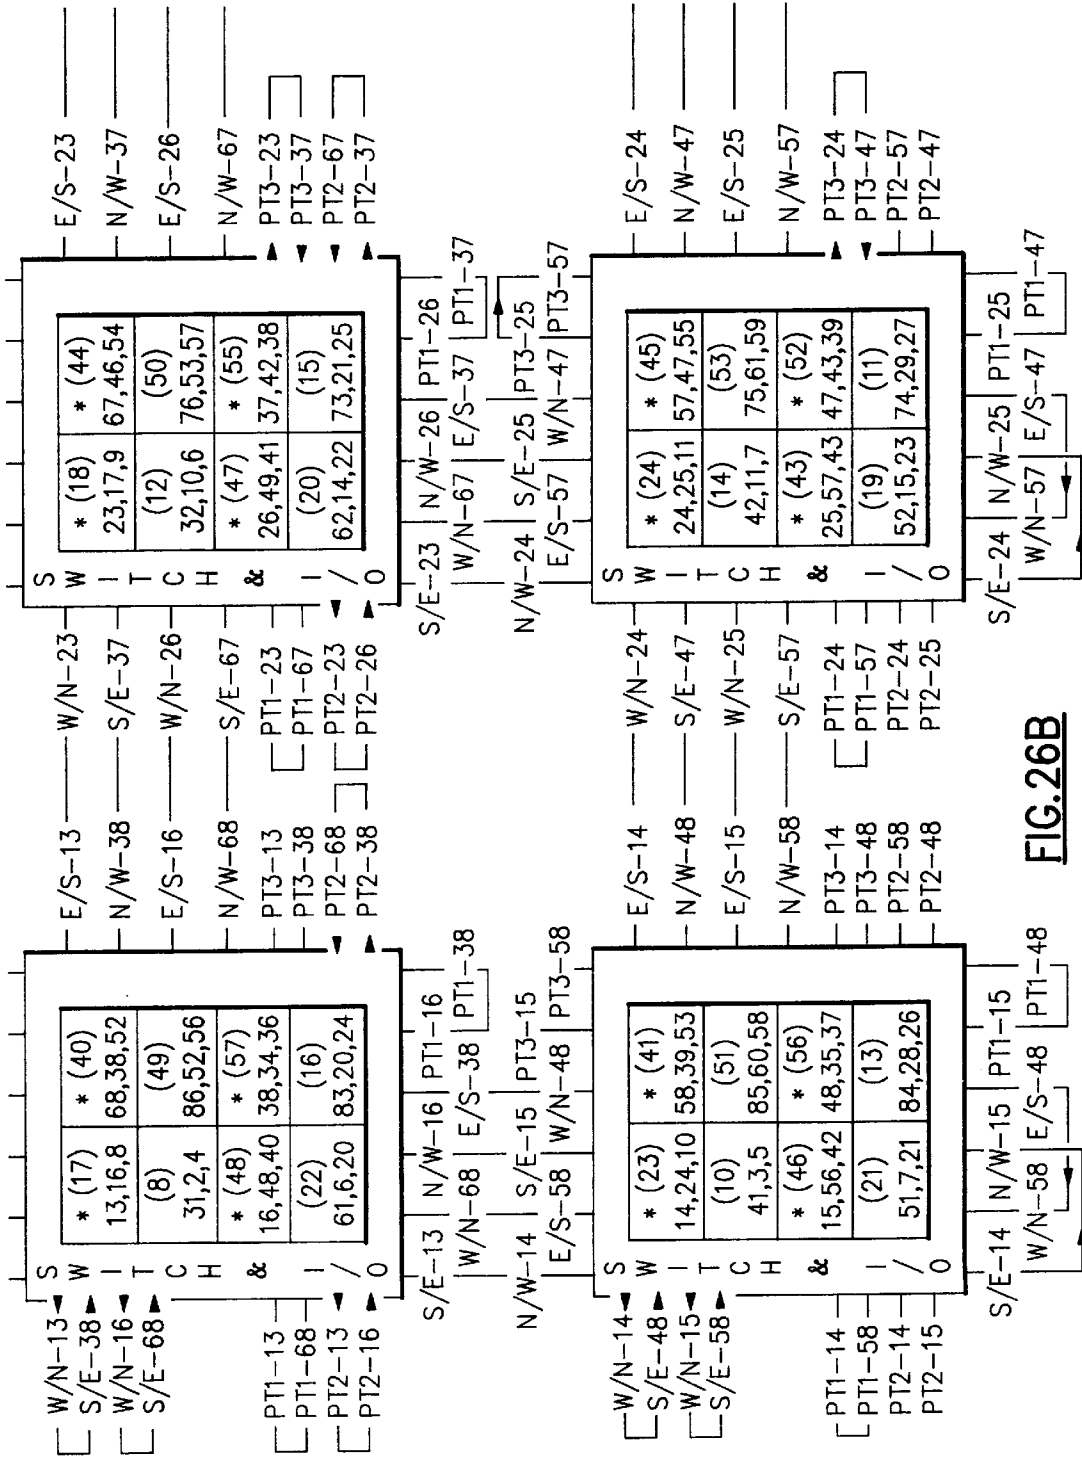 W/N-13
S/E-38
W/N-16
S/E-68
PT1-13
PT1-68
PT2-13
PT2-16
SWITCH & I/O
* (17) * (40)
13,16,8 68,38,52
(8) (49)
31,2,4 86,52,56
* (48) * (57)
16,48,40 38,34,36
(22) (16)
61,6,20 83,20,24
E/S-13
N/W-38
E/S-16
N/W-68
PT3-13
PT3-38
PT2-68
PT2-38
S/E-13 N/W-16 PT1-16
W/N-68 E/S-38 PT1-38
W/N-23
S/E-37
W/N-26
S/E-67
PT1-23
PT1-67
PT2-23
PT2-26
SWITCH & I/O
* (18) * (44)
23,17,9 67,46,54
(12) (50)
32,10,6 76,53,57
* (47) * (55)
26,49,41 37,42,38
(20) (15)
62,14,22 73,21,25
E/S-23
N/W-37
E/S-26
N/W-67
PT3-23
PT3-37
PT2-67
PT2-37
S/E-23 N/W-26 PT1-26
W/N-67 E/S-37 PT1-37
N/W-14 S/E-15 PT3-15
E/S-58 W/N-48 PT3-58
W/N-14
S/E-48
W/N-15
S/E-58
PT1-14
PT1-58
PT2-14
PT2-15
SWITCH & I/O
* (23) * (41)
14,24,10 58,39,53
(10) (51)
41,3,5 85,60,58
* (46) * (56)
15,56,42 48,35,37
(21) (13)
51,7,21 84,28,26
E/S-14
N/W-48
E/S-15
N/W-58
PT3-14
PT3-48
PT2-58
PT2-48
S/E-14 N/W-15 PT1-15
W/N-58 E/S-48 PT1-48
N/W-24 S/E-25 PT3-25
E/S-57 W/N-47 PT3-57
W/N-24
S/E-47
W/N-25
S/E-57
PT1-24
PT1-57
PT2-24
PT2-25
SWITCH & I/O
* (24) * (45)
24,25,11 57,47,55
(14) (53)
42,11,7 75,61,59
* (43) * (52)
25,57,43 47,43,39
(19) (11)
52,15,23 74,29,27
E/S-24
N/W-47
E/S-25
N/W-57
PT3-24
PT3-47
PT2-57
PT2-47
S/E-24 N/W-25 PT1-25
W/N-57 E/S-47 PT1-47
FIG.26B